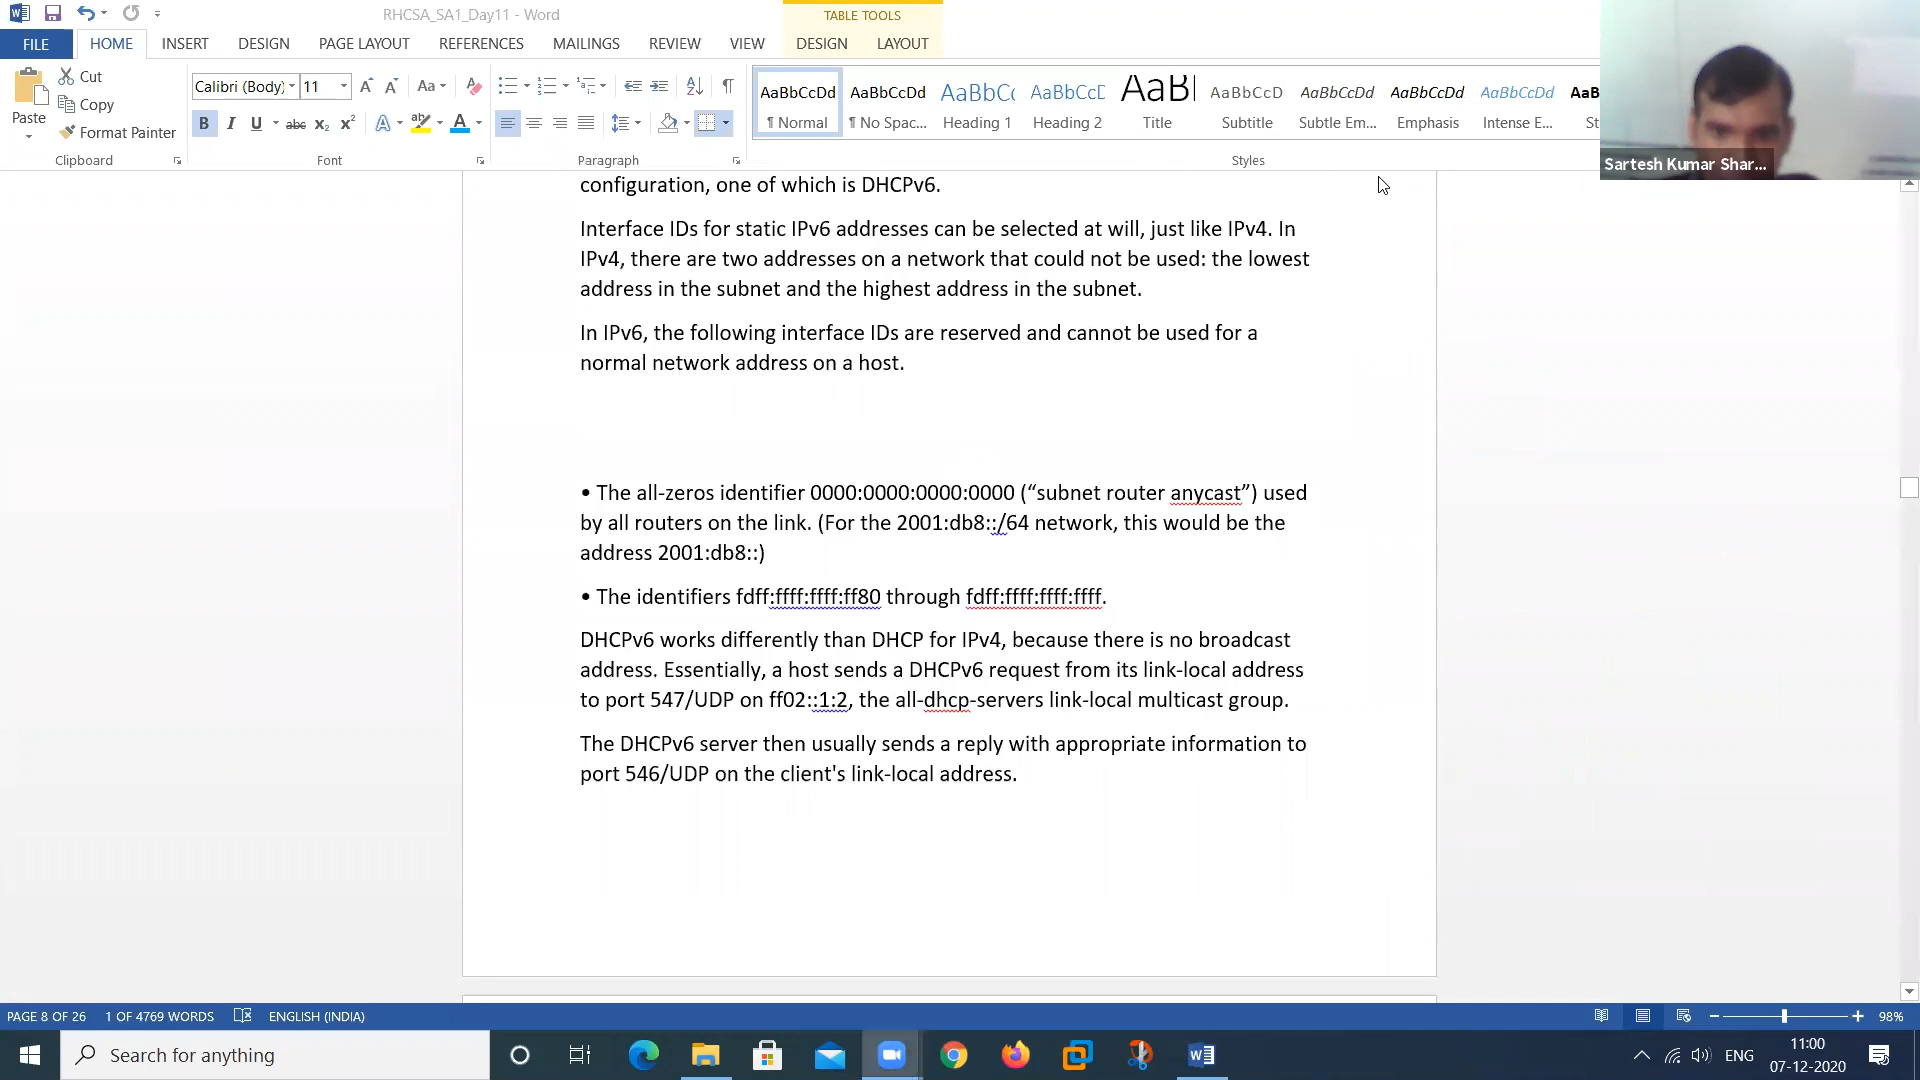 RHCSA_SA1_Day11 - Word
TABLE TOOLS
FILE HOME INSERT DESIGN PAGE LAYOUT REFERENCES MAILINGS REVIEW VIEW DESIGN LAYOUT
Paste
Cut
Copy
Format Painter
Clipboard
Calibri (Body) 11
Font
Paragraph
AaBbCcDd AaBbCcDd AaBbCc AaBbCcD AaBl AaBbCcD AaBbCcDd AaBbCcDd AaBbCcDd AaBb
¶ Normal ¶ No Spac... Heading 1 Heading 2 Title Subtitle Subtle Em... Emphasis Intense E... St
Styles
Sartesh Kumar Shar...
configuration, one of which is DHCPv6.
Interface IDs for static IPv6 addresses can be selected at will, just like IPv4. In
IPv4, there are two addresses on a network that could not be used: the lowest
address in the subnet and the highest address in the subnet.
In IPv6, the following interface IDs are reserved and cannot be used for a
normal network address on a host.
• The all-zeros identifier 0000:0000:0000:0000 (“subnet router anycast”) used
by all routers on the link. (For the 2001:db8::/64 network, this would be the
address 2001:db8::)
• The identifiers fdff:ffff:ffff:ff80 through fdff:ffff:ffff:ffff.
DHCPv6 works differently than DHCP for IPv4, because there is no broadcast
address. Essentially, a host sends a DHCPv6 request from its link-local address
to port 547/UDP on ff02::1:2, the all-dhcp-servers link-local multicast group.
The DHCPv6 server then usually sends a reply with appropriate information to
port 546/UDP on the client's link-local address.
PAGE 8 OF 26 1 OF 4769 WORDS ENGLISH (INDIA) 98%
Search for anything
ENG
11:00
07-12-2020